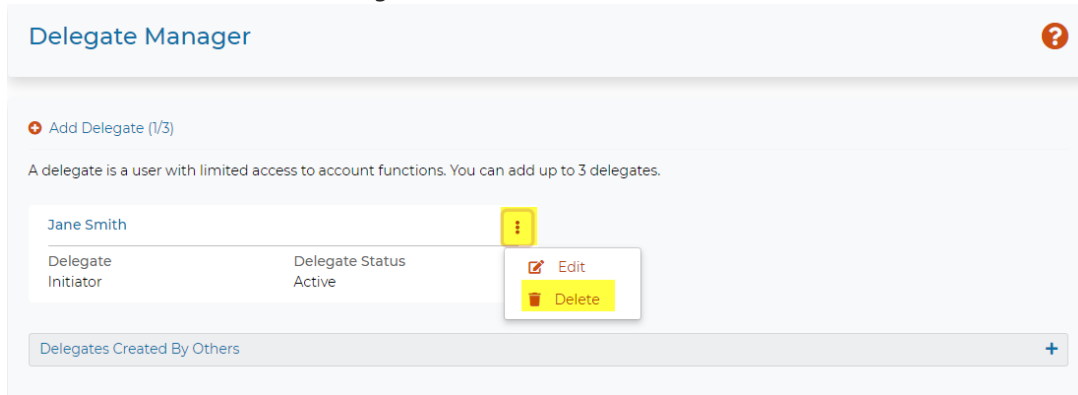 Delegate Manager
Add Delegate (1/3)
A delegate is a user with limited access to account functions. You can add up to 3 delegates.
Jane Smith
Delegate Delegate Status
Initiator Active
Edit
Delete
Delegates Created By Others